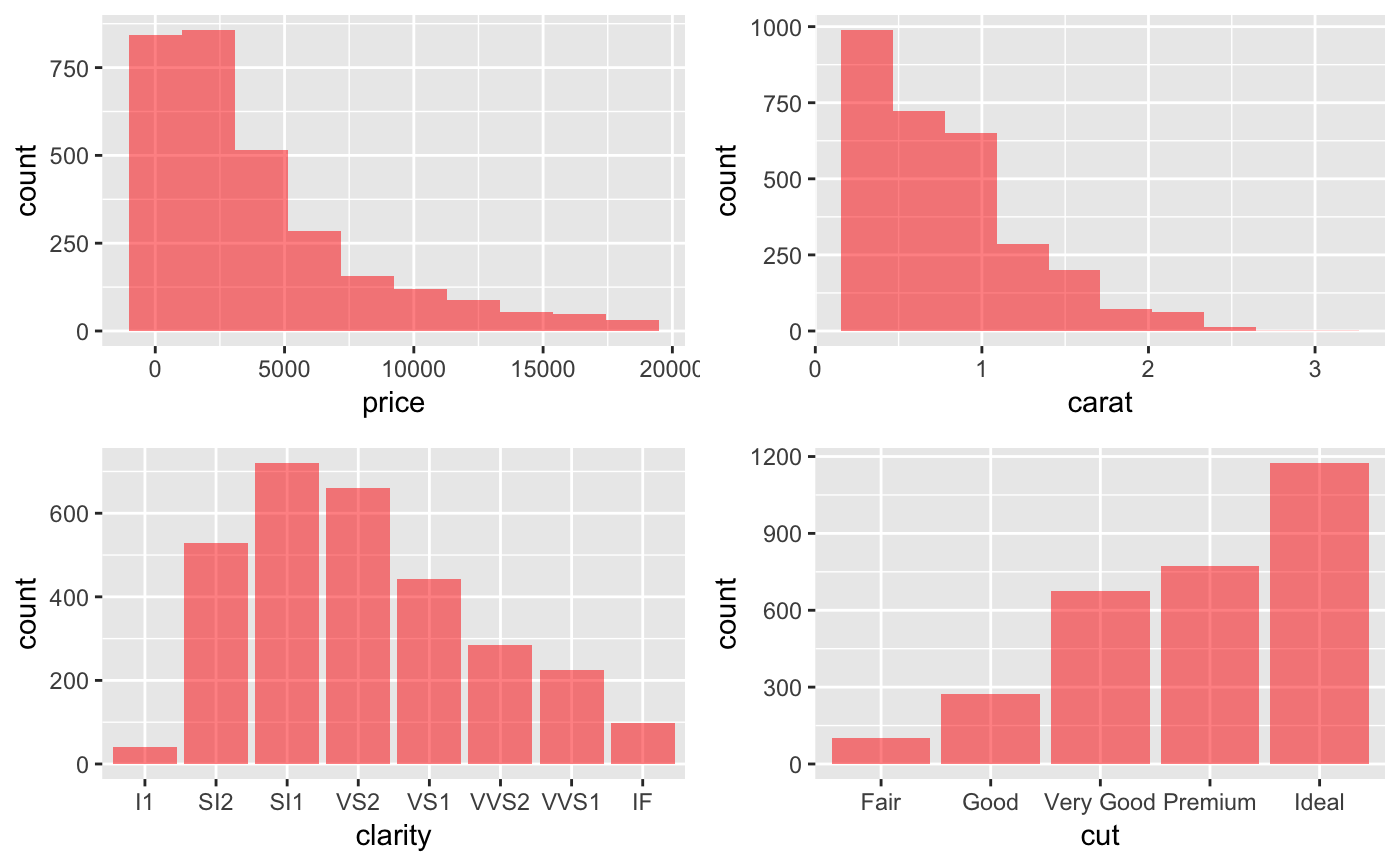 count
750
500
250
0
0 5000 10000 15000 20000
price
count
1000
750
500
250
0
0 1 2 3
carat
count
600
400
200
0
I1 SI2 SI1 VS2 VS1 VVS2 VVS1 IF
clarity
count
1200
900
600
300
0
Fair Good Very Good Premium Ideal
cut